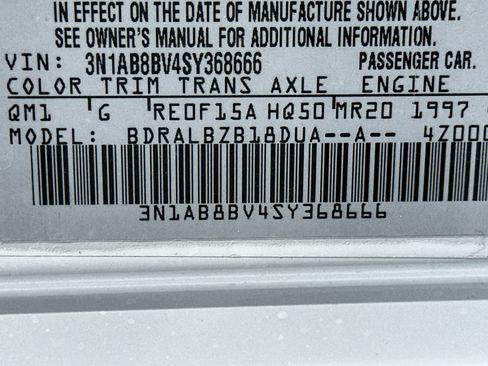 IN EFFECT ON THE DATE OF MANUFACTURE SHOWN ABOVE.
SEE OWNER'S MANUAL FOR ADDITIONAL INFORMATION.
VIN: 3N1AB8BV4SY368666 PASSENGER CAR.
COLOR TRIM TRANS AXLE ENGINE
QM1 G RE0F15A HQ50 MR20 1997
MODEL: BDRALBZB18DUA--A-- 4Z000
3N1AB8BV4SY368666